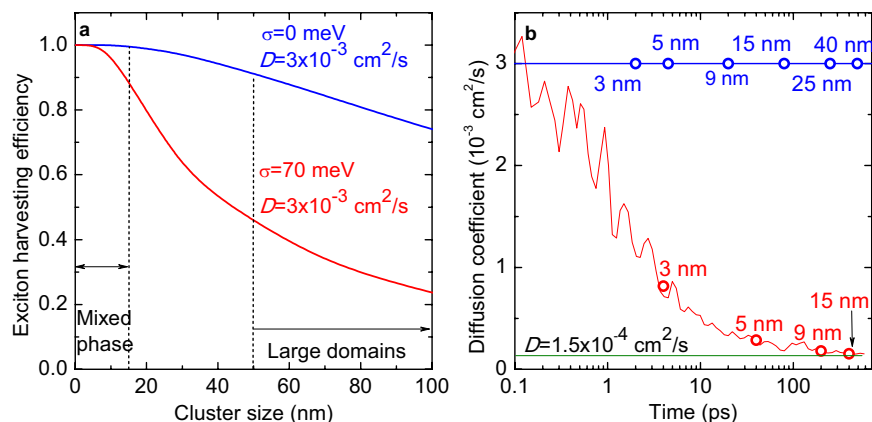 a
σ=0 meV
D=3x10⁻³ cm²/s
σ=70 meV
D=3x10⁻³ cm²/s
Mixed
phase
Large domains
1.0
0.8
0.6
0.4
0.2
0.0
0 20 40 60 80 100
Cluster size (nm)
Exciton harvesting efficiency
b
5 nm 15 nm 40 nm
3 nm 9 nm 25 nm
3 nm
5 nm
9 nm
15 nm
D=1.5x10⁻⁴ cm²/s
3
2
1
0
0.1 1 10 100
Time (ps)
Diffusion coefficient (10⁻³ cm²/s)